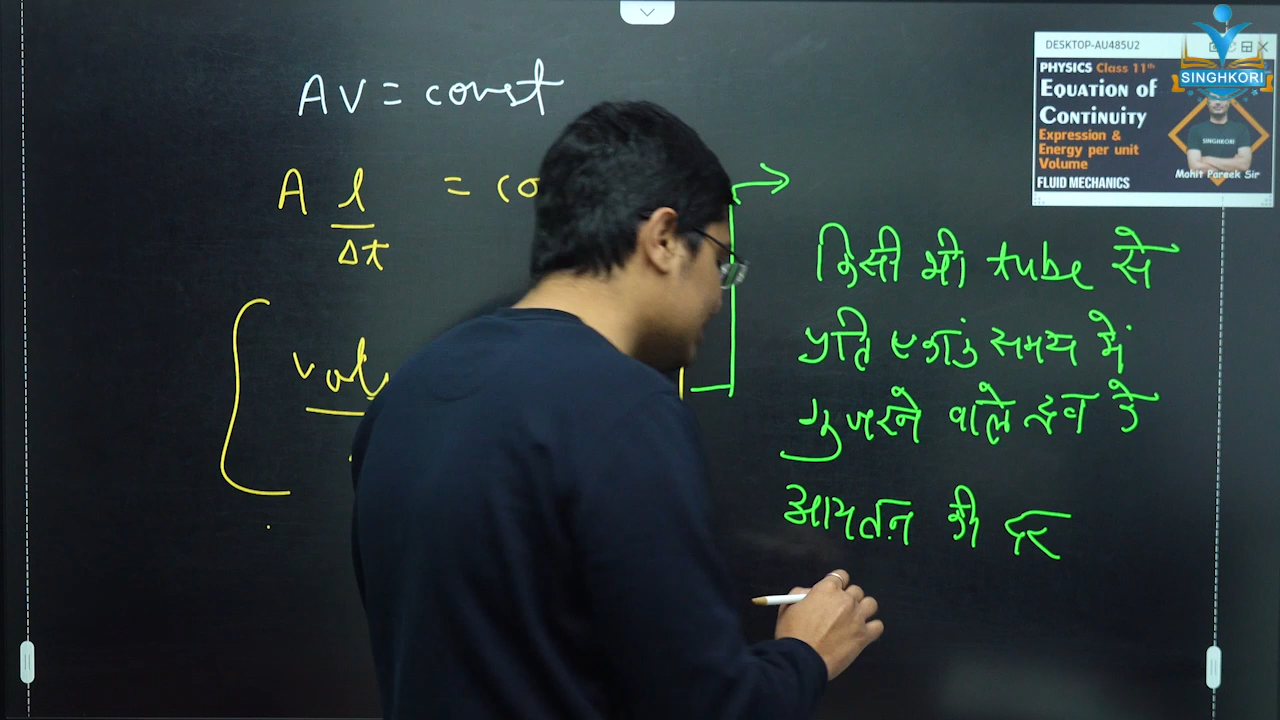 AV = const
A l/Δt = co
vol
किसी भी tube से
प्रति एकांक समय में
गुजरने वाले द्रव के
आयतन की दर
DESKTOP-AU485U2
PHYSICS Class 11th
EQUATION OF
CONTINUITY
Expression &
Energy per unit
Volume
FLUID MECHANICS
SINGHKORI
SINGHKORI
Mohit Pareek Sir